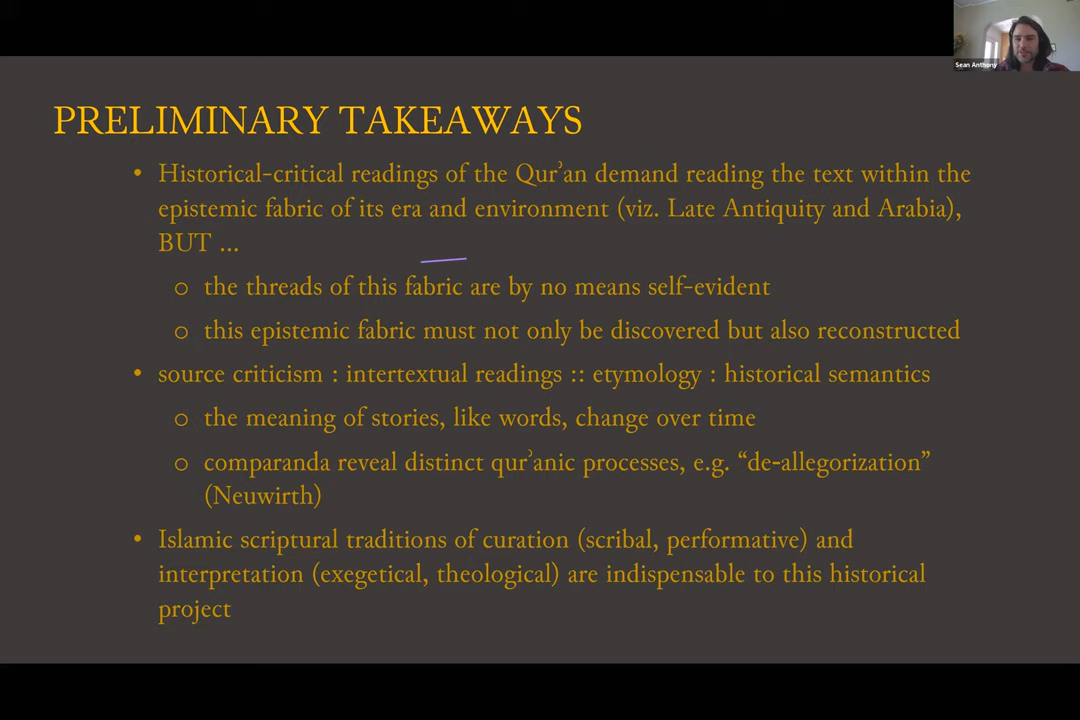 Sean Anthony
PRELIMINARY TAKEAWAYS
• Historical-critical readings of the Qurʾan demand reading the text within the
epistemic fabric of its era and environment (viz. Late Antiquity and Arabia),
BUT ...
o the threads of this fabric are by no means self-evident
o this epistemic fabric must not only be discovered but also reconstructed
• source criticism : intertextual readings :: etymology : historical semantics
o the meaning of stories, like words, change over time
o comparanda reveal distinct qurʾanic processes, e.g. “de-allegorization”
(Neuwirth)
• Islamic scriptural traditions of curation (scribal, performative) and
interpretation (exegetical, theological) are indispensable to this historical
project